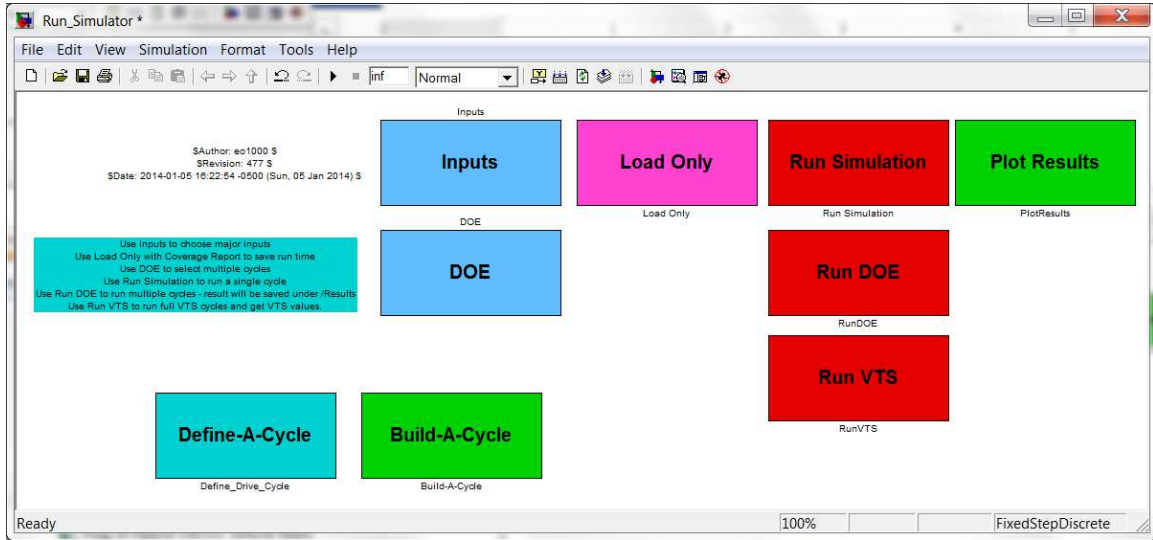 Run_Simulator *
File Edit View Simulation Format Tools Help
inf Normal
Inputs
$Author: eo1000 $
$Revision: 477 $
$Date: 2014-01-05 16:22:54 -0500 (Sun, 05 Jan 2014) $
Inputs
Load Only
Run Simulation
Plot Results
Load Only
Run Simulation
PlotResults
DOE
Use Inputs to choose major inputs
Use Load Only with Coverage Report to save run time
Use DOE to select multiple cycles
Use Run Simulation to run a single cycle
Use Run DOE to run multiple cycles - result will be saved under /Results
Use Run VTS to run full VTS cycles and get VTS values.
DOE
Run DOE
RunDOE
Run VTS
RunVTS
Define-A-Cycle
Build-A-Cycle
Define_Drive_Cycle
Build-A-Cycle
Ready 100% FixedStepDiscrete